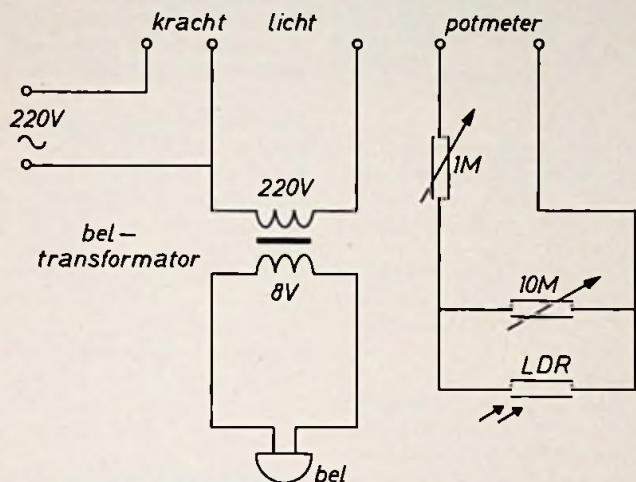 kracht licht potmeter
220V
~
1M
220V
bel-
transformator
8V
10M
LDR
bel